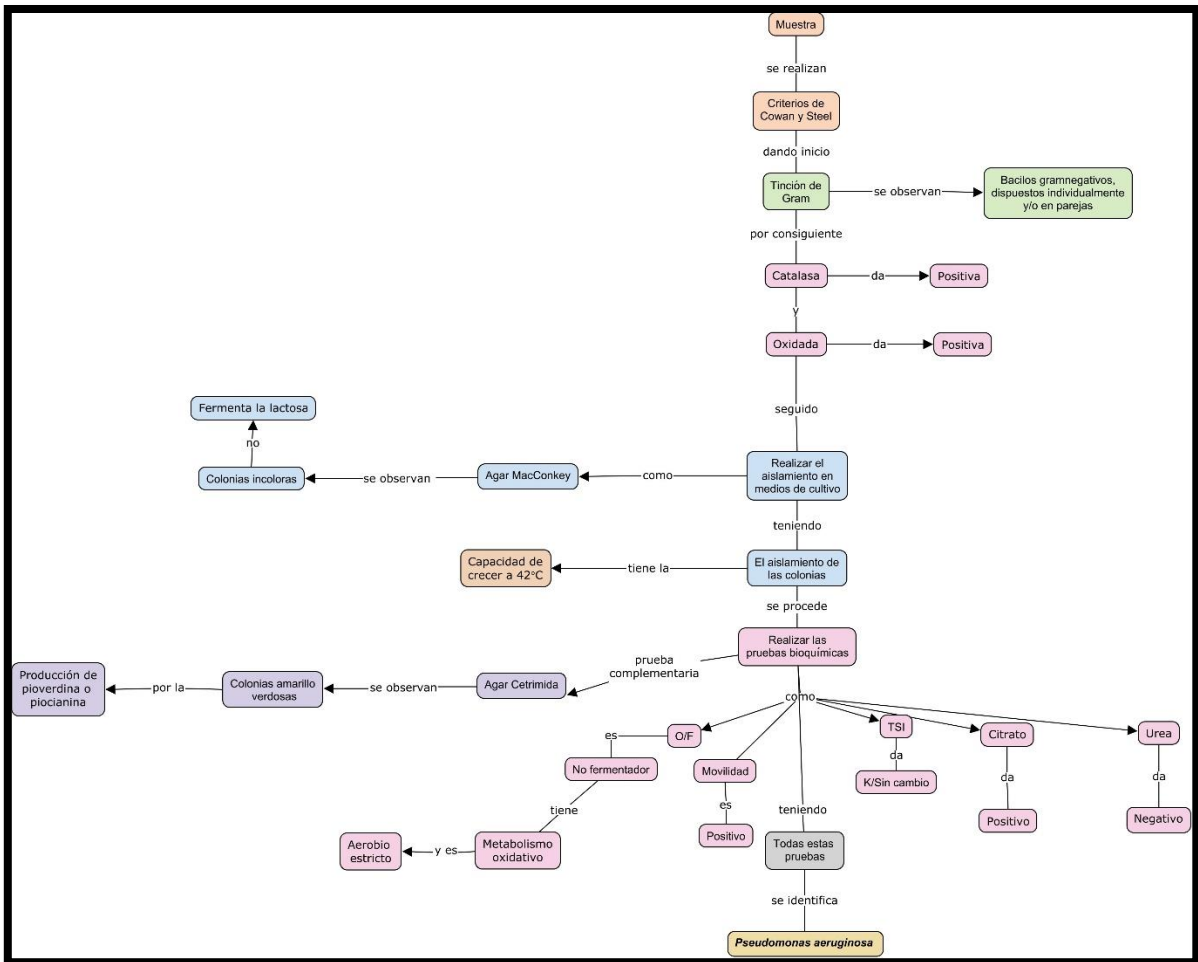 Muestra
se realizan
Criterios de
Cowan y Steel
dando inicio
Tinción de
Gram
se observan
Bacilos gramnegativos,
dispuestos individualmente
y/o en parejas
por consiguiente
Catalasa
da
Positiva
y
Oxidada
da
Positiva
seguido
Realizar el
aislamiento en
medios de cultivo
como
Agar MacConkey
se observan
Colonias incoloras
no
Fermenta la lactosa
teniendo
El aislamiento de
las colonias
tiene la
Capacidad de
crecer a 42°C
se procede
Realizar las
pruebas bioquímicas
prueba
complementaria
Agar Cetrimida
se observan
Colonias amarillo
verdosas
por la
Producción de
pioverdina o
piocianina
como
O/F
es
No fermentador
tiene
Metabolismo
oxidativo
y es
Aerobio
estricto
Movilidad
es
Positivo
TSI
da
K/Sin cambio
Citrato
da
Positivo
Urea
da
Negativo
teniendo
Todas estas
pruebas
se identifica
Pseudomonas aeruginosa